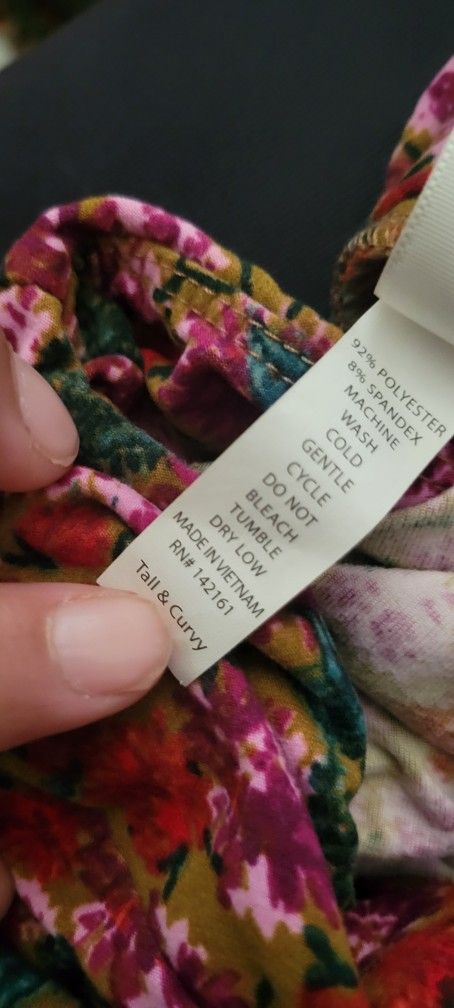 92% POLYESTER
8% SPANDEX
MACHINE
WASH
COLD
GENTLE
CYCLE
DO NOT
BLEACH
TUMBLE
DRY LOW
MADE IN VIETNAM
RN# 142161
Tall & Curvy